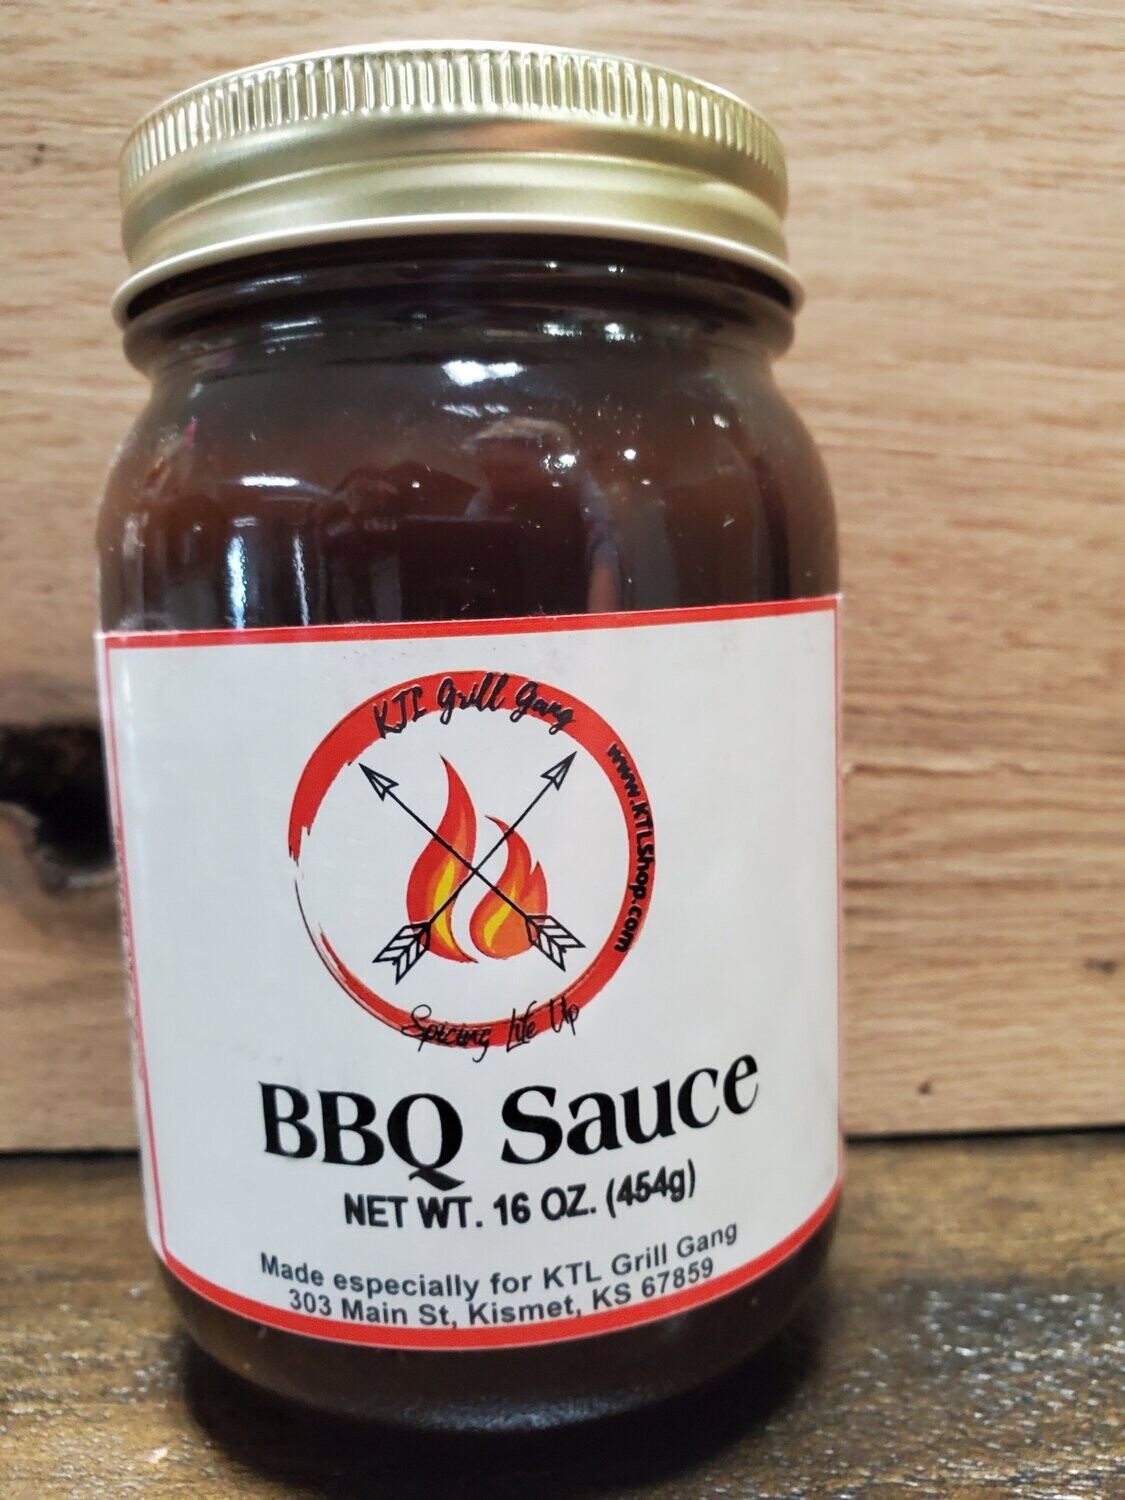 KTL Grill Gang
www.KTLShop.com
Spicing Life Up
BBQ Sauce
NET WT. 16 OZ. (454g)
Made especially for KTL Grill Gang
303 Main St, Kismet, KS 67859